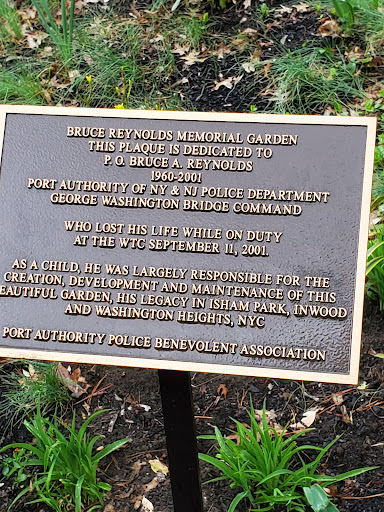 BRUCE REYNOLDS MEMORIAL GARDEN
THIS PLAQUE IS DEDICATED TO
P. O. BRUCE A. REYNOLDS
1960-2001
PORT AUTHORITY OF NY & NJ POLICE DEPARTMENT
GEORGE WASHINGTON BRIDGE COMMAND
WHO LOST HIS LIFE WHILE ON DUTY
AT THE WTC SEPTEMBER 11, 2001.
AS A CHILD, HE WAS LARGELY RESPONSIBLE FOR THE
CREATION, DEVELOPMENT AND MAINTENANCE OF THIS
EAUTIFUL GARDEN, HIS LEGACY IN ISHAM PARK, INWOOD
AND WASHINGTON HEIGHTS, NYC
PORT AUTHORITY POLICE BENEVOLENT ASSOCIATION